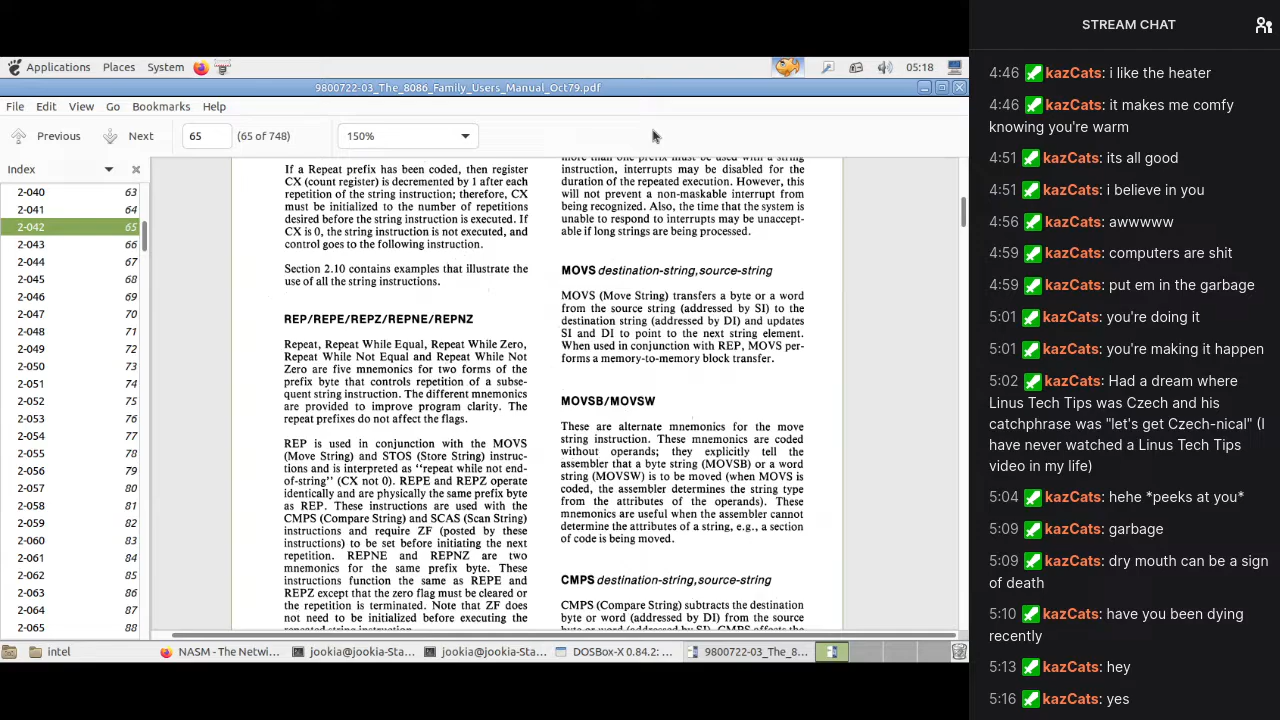 STREAM CHAT
Applications Places System 05:18
9800722-03_The_8086_Family_Users_Manual_Oct79.pdf
File Edit View Go Bookmarks Help
Previous Next 65 (65 of 748) 150%
Index
2-040 63
2-041 64
2-042 65
2-043 66
2-044 67
2-045 68
2-046 69
2-047 70
2-048 71
2-049 72
2-050 73
2-051 74
2-052 75
2-053 76
2-054 77
2-055 78
2-056 79
2-057 80
2-058 81
2-059 82
2-060 83
2-061 84
2-062 85
2-063 86
2-064 87
2-065 88
If a Repeat prefix has been coded, then register
CX (count register) is decremented by 1 after each
repetition of the string instruction; therefore, CX
must be initialized to the number of repetitions
desired before the string instruction is executed. If
CX is 0, the string instruction is not executed, and
control goes to the following instruction.
Section 2.10 contains examples that illustrate the
use of all the string instructions.
REP/REPE/REPZ/REPNE/REPNZ
Repeat, Repeat While Equal, Repeat While Zero,
Repeat While Not Equal and Repeat While Not
Zero are five mnemonics for two forms of the
prefix byte that controls repetition of a subse-
quent string instruction. The different mnemonics
are provided to improve program clarity. The
repeat prefixes do not affect the flags.
REP is used in conjunction with the MOVS
(Move String) and STOS (Store String) instruc-
tions and is interpreted as "repeat while not end-
of-string" (CX not 0). REPE and REPZ operate
identically and are physically the same prefix byte
as REP. These instructions are used with the
CMPS (Compare String) and SCAS (Scan String)
instructions and require ZF (posted by these
instructions) to be set before initiating the next
repetition. REPNE and REPNZ are two
mnemonics for the same prefix byte. These
instructions function the same as REPE and
REPZ except that the zero flag must be cleared or
the repetition is terminated. Note that ZF does
not need to be initialized before executing the
repeated string instruction.
more than one prefix must be used with a string
instruction, interrupts may be disabled for the
duration of the repeated execution. However, this
will not prevent a non-maskable interrupt from
being recognized. Also, the time that the system is
unable to respond to interrupts may be unaccept-
able if long strings are being processed.
MOVS destination-string,source-string
MOVS (Move String) transfers a byte or a word
from the source string (addressed by SI) to the
destination string (addressed by DI) and updates
SI and DI to point to the next string element.
When used in conjunction with REP, MOVS per-
forms a memory-to-memory block transfer.
MOVSB/MOVSW
These are alternate mnemonics for the move
string instruction. These mnemonics are coded
without operands; they explicitly tell the
assembler that a byte string (MOVSB) or a word
string (MOVSW) is to be moved (when MOVS is
coded, the assembler determines the string type
from the attributes of the operands). These
mnemonics are useful when the assembler cannot
determine the attributes of a string, e.g., a section
of code is being moved.
CMPS destination-string,source-string
CMPS (Compare String) subtracts the destination
byte or word (addressed by DI) from the source
byte or word (addressed by SI). CMPS affects the
intel NASM - The Netwi... jookia@jookia-Sta... jookia@jookia-Sta... DOSBox-X 0.84.2: ... 9800722-03_The_8...
4:46 kazCats: i like the heater
4:46 kazCats: it makes me comfy
knowing you're warm
4:51 kazCats: its all good
4:51 kazCats: i believe in you
4:56 kazCats: awwwww
4:59 kazCats: computers are shit
4:59 kazCats: put em in the garbage
5:01 kazCats: you're doing it
5:01 kazCats: you're making it happen
5:02 kazCats: Had a dream where
Linus Tech Tips was Czech and his
catchphrase was "let's get Czech-nical" (I
have never watched a Linus Tech Tips
video in my life)
5:04 kazCats: hehe *peeks at you*
5:09 kazCats: garbage
5:09 kazCats: dry mouth can be a sign
of death
5:10 kazCats: have you been dying
recently
5:13 kazCats: hey
5:16 kazCats: yes